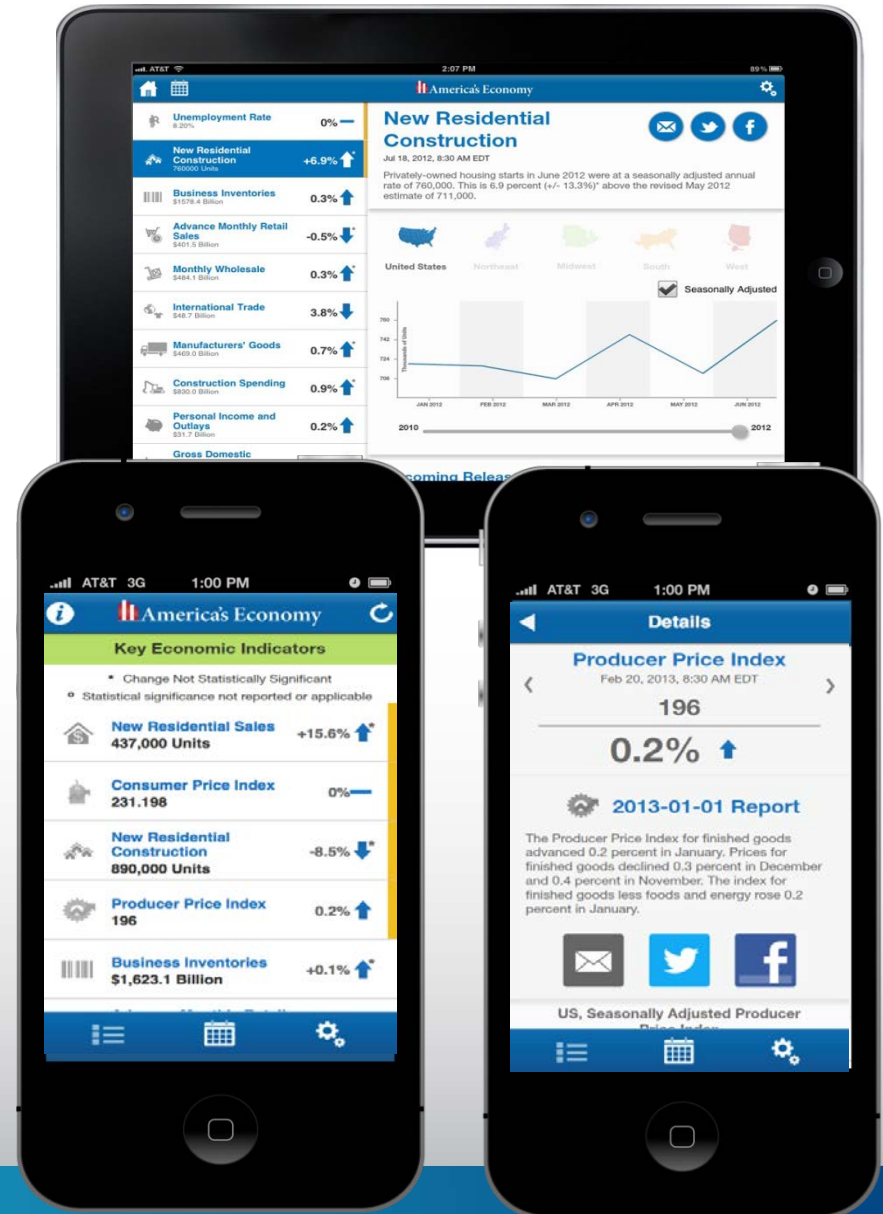 AT&T
2:07 PM
89%
America's Economy
Unemployment Rate
8.20%
0%
New Residential
Construction
760000 Units
+6.9% *
Business Inventories
$1578.4 Billion
0.3%
Advance Monthly Retail
Sales
$401.5 Billion
-0.5% *
Monthly Wholesale
$484.1 Billion
0.3% *
International Trade
$48.7 Billion
3.8%
Manufacturers' Goods
$469.0 Billion
0.7% *
Construction Spending
$830.0 Billion
0.9% *
Personal Income and
Outlays
$31.7 Billion
0.2%
Gross Domestic
New Residential
Construction
Jul 18, 2012, 8:30 AM EDT
Privately-owned housing starts in June 2012 were at a seasonally adjusted annual
rate of 760,000. This is 6.9 percent (+/- 13.3%)* above the revised May 2012
estimate of 711,000.
United States
Northeast
Midwest
South
West
Seasonally Adjusted
Thousands of Units
760
742
724
706
JAN 2012
FEB 2012
MAR 2012
APR 2012
MAY 2012
JUN 2012
2010
2012
AT&T 3G 1:00 PM
America's Economy
Key Economic Indicators
* Change Not Statistically Significant
º Statistical significance not reported or applicable
New Residential Sales
437,000 Units
+15.6% *
Consumer Price Index
231.198
0%
New Residential
Construction
890,000 Units
-8.5% *
Producer Price Index
196
0.2%
Business Inventories
$1,623.1 Billion
+0.1% *
AT&T 3G 1:00 PM
Details
Producer Price Index
Feb 20, 2013, 8:30 AM EDT
196
0.2%
2013-01-01 Report
The Producer Price Index for finished goods
advanced 0.2 percent in January. Prices for
finished goods declined 0.3 percent in December
and 0.4 percent in November. The index for
finished goods less foods and energy rose 0.2
percent in January.
US, Seasonally Adjusted Producer
Price Index